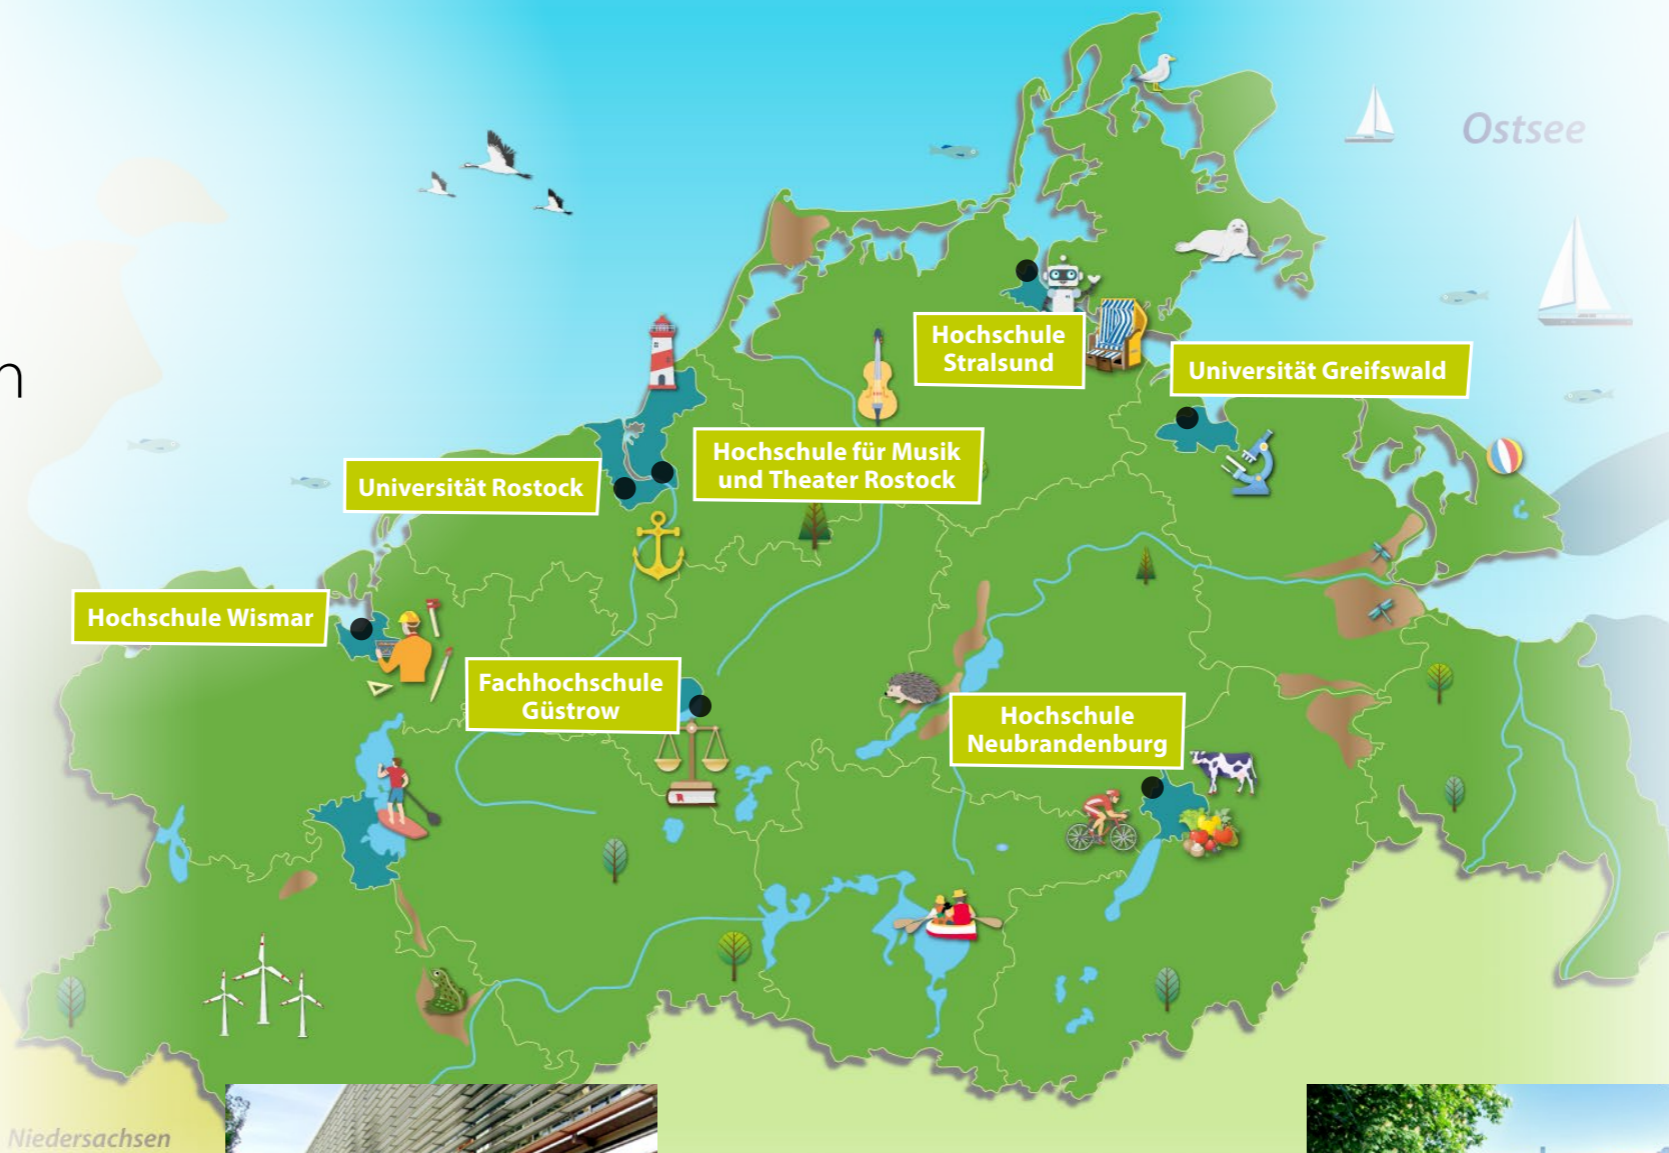 n
Ostsee
Hochschule
Stralsund
Universität Greifswald
Hochschule für Musik
und Theater Rostock
Universität Rostock
Hochschule Wismar
Fachhochschule
Güstrow
Hochschule
Neubrandenburg
Niedersachsen